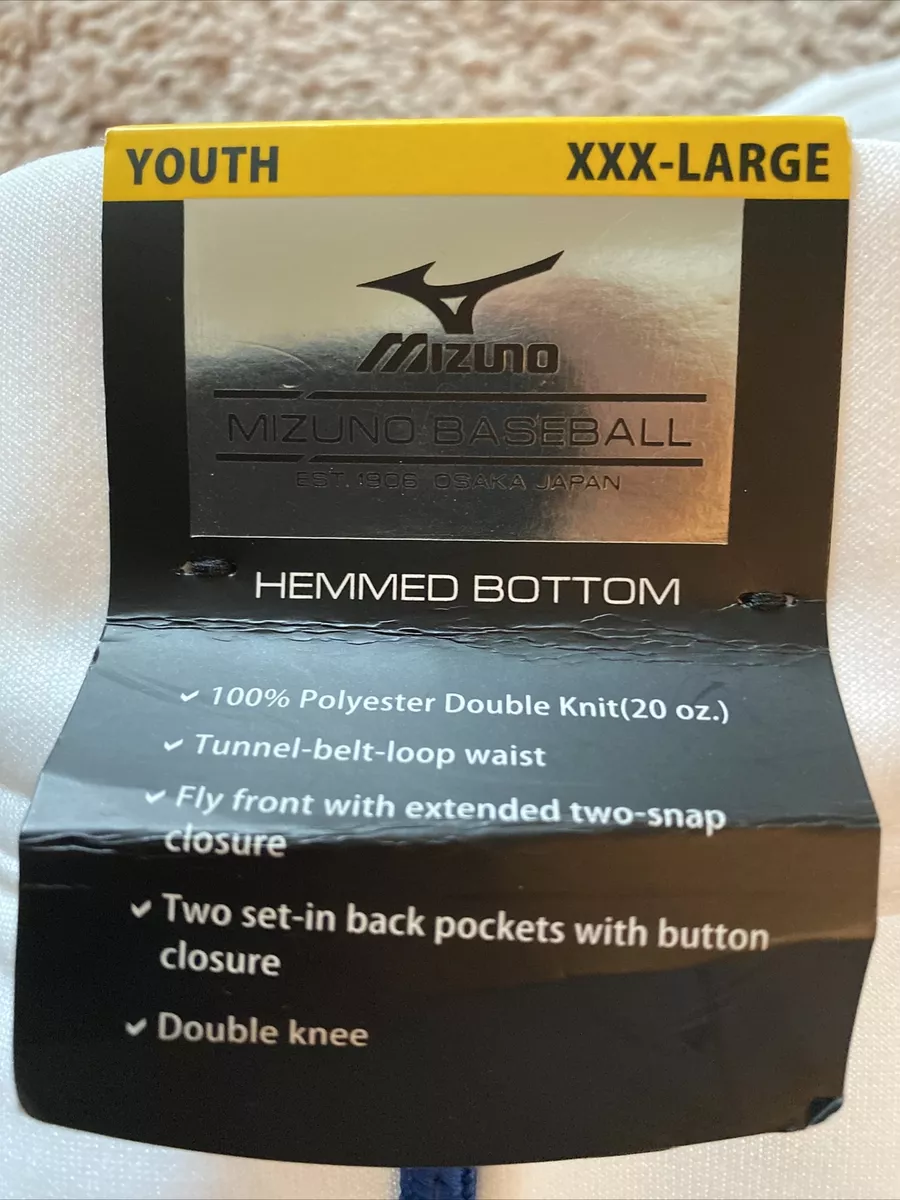 YOUTH XXX-LARGE
MIZUNO
MIZUNO BASEBALL
EST. 1906 OSAKA JAPAN
HEMMED BOTTOM
✓ 100% Polyester Double Knit(20 oz.)
✓ Tunnel-belt-loop waist
✓ Fly front with extended two-snap
closure
✓ Two set-in back pockets with button
closure
✓ Double knee